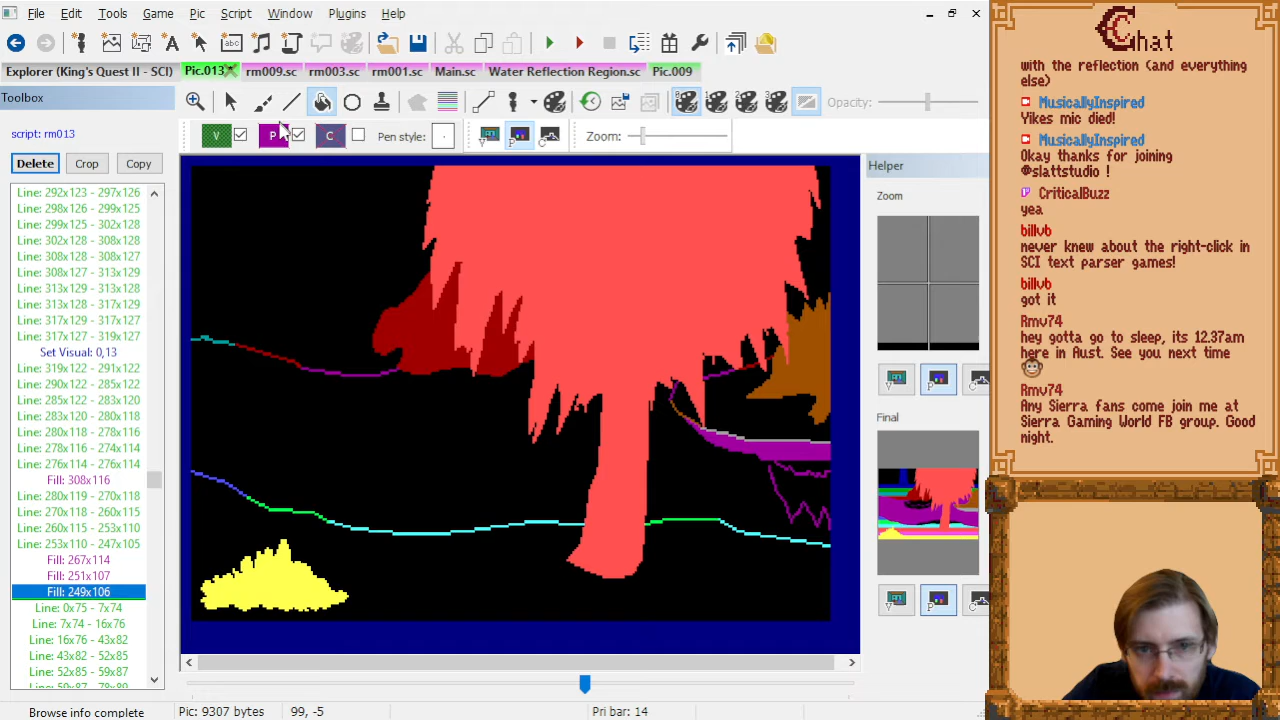 File Edit Tools Game Pic Script Window Plugins Help
Explorer (King's Quest II - SCI) Pic.013 rm009.sc rm003.sc rm001.sc Main.sc Water Reflection Region.sc Pic.009
Toolbox
Opacity:
script: rm013
V P C Pen style: Zoom:
Delete Crop Copy
Helper
Zoom
Final
Line: 292x123 - 297x126
Line: 298x126 - 299x125
Line: 299x125 - 302x128
Line: 302x128 - 308x128
Line: 308x128 - 308x127
Line: 308x127 - 313x129
Line: 313x129 - 313x128
Line: 313x128 - 317x129
Line: 317x129 - 317x127
Line: 317x127 - 319x127
Set Visual: 0,13
Line: 319x122 - 291x122
Line: 290x122 - 285x122
Line: 285x122 - 283x120
Line: 283x120 - 280x118
Line: 280x118 - 278x116
Line: 278x116 - 274x114
Line: 276x114 - 276x114
Fill: 308x116
Line: 280x119 - 270x118
Line: 270x118 - 260x115
Line: 260x115 - 253x110
Line: 253x110 - 247x105
Fill: 267x114
Fill: 251x107
Fill: 249x106
Line: 0x75 - 7x74
Line: 7x74 - 16x76
Line: 16x76 - 43x82
Line: 43x82 - 52x85
Line: 52x85 - 59x87
Line: 59x87 - 78x89
Browse info complete Pic: 9307 bytes 99, -5 Pri bar: 14
Chat
with the reflection (and everything
else)
MusicallyInspired
Yikes mic died!
MusicallyInspired
Okay thanks for joining
@slattstudio !
CriticalBuzz
yea
billvb
never knew about the right-click in
SCI text parser games!
billvb
got it
Rmv74
hey gotta go to sleep, its 12.37am
here in Aust. See you next time
Rmv74
Any Sierra fans come join me at
Sierra Gaming World FB group. Good
night.